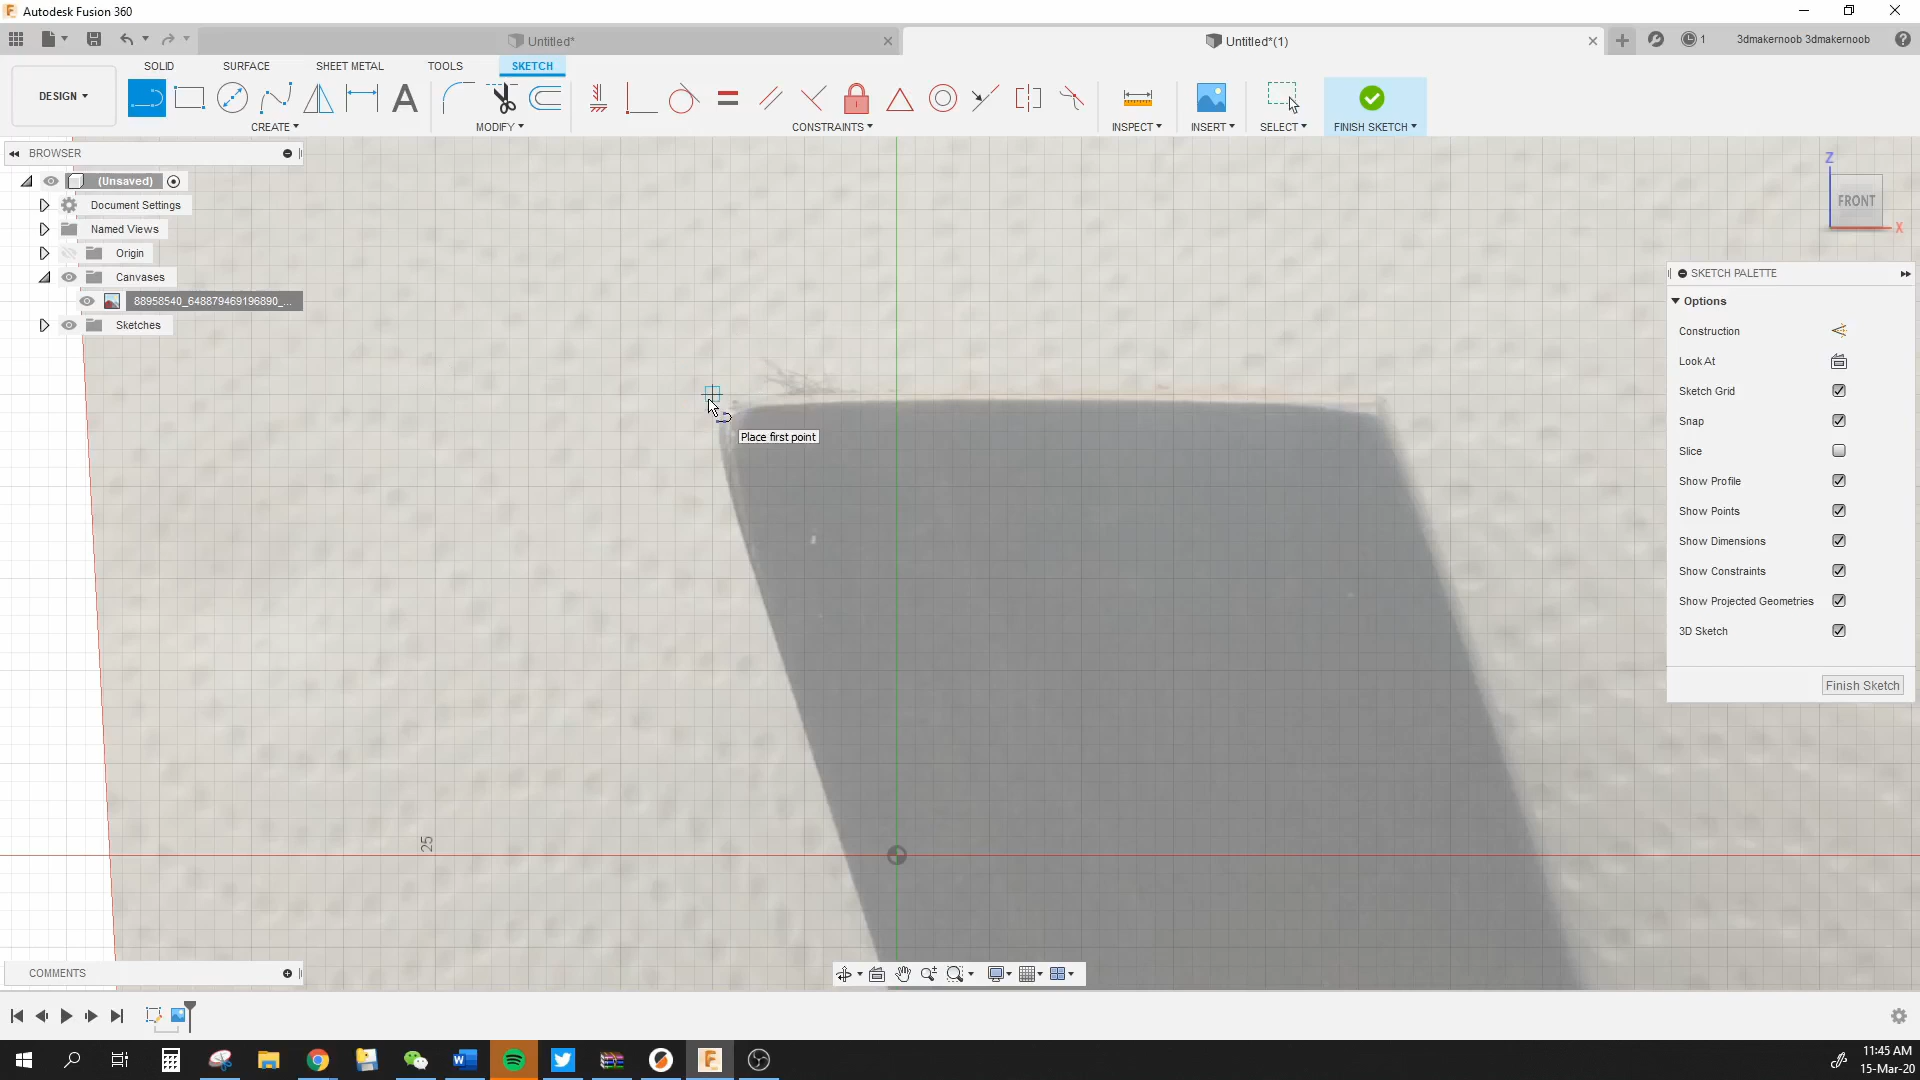 Autodesk Fusion 360
Untitled*
Untitled*(1)
1
3dmakernoob 3dmakernoob
SOLID
SURFACE
SHEET METAL
TOOLS
SKETCH
DESIGN
CREATE
MODIFY
CONSTRAINTS
INSPECT
INSERT
SELECT
FINISH SKETCH
BROWSER
(Unsaved)
Document Settings
Named Views
Origin
Canvases
88958540_648879469196890_...
Sketches
Z
FRONT
X
SKETCH PALETTE
Options
Construction
Look At
Sketch Grid
Snap
Slice
Show Profile
Show Points
Show Dimensions
Show Constraints
Show Projected Geometries
3D Sketch
Finish Sketch
Place first point
25
COMMENTS
11:45 AM
15-Mar-20